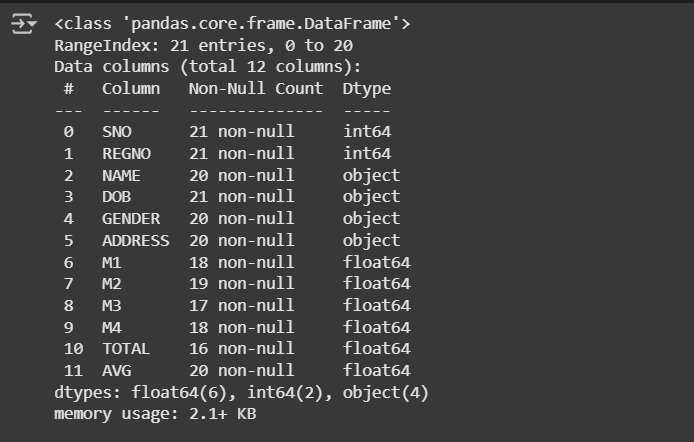 <class 'pandas.core.frame.DataFrame'>
RangeIndex: 21 entries, 0 to 20
Data columns (total 12 columns):
 #   Column   Non-Null Count  Dtype
---  ------   --------------  -----
 0   SNO      21 non-null     int64
 1   REGNO    21 non-null     int64
 2   NAME     20 non-null     object
 3   DOB      21 non-null     object
 4   GENDER   20 non-null     object
 5   ADDRESS  20 non-null     object
 6   M1       18 non-null     float64
 7   M2       19 non-null     float64
 8   M3       17 non-null     float64
 9   M4       18 non-null     float64
 10  TOTAL    16 non-null     float64
 11  AVG      20 non-null     float64
dtypes: float64(6), int64(2), object(4)
memory usage: 2.1+ KB